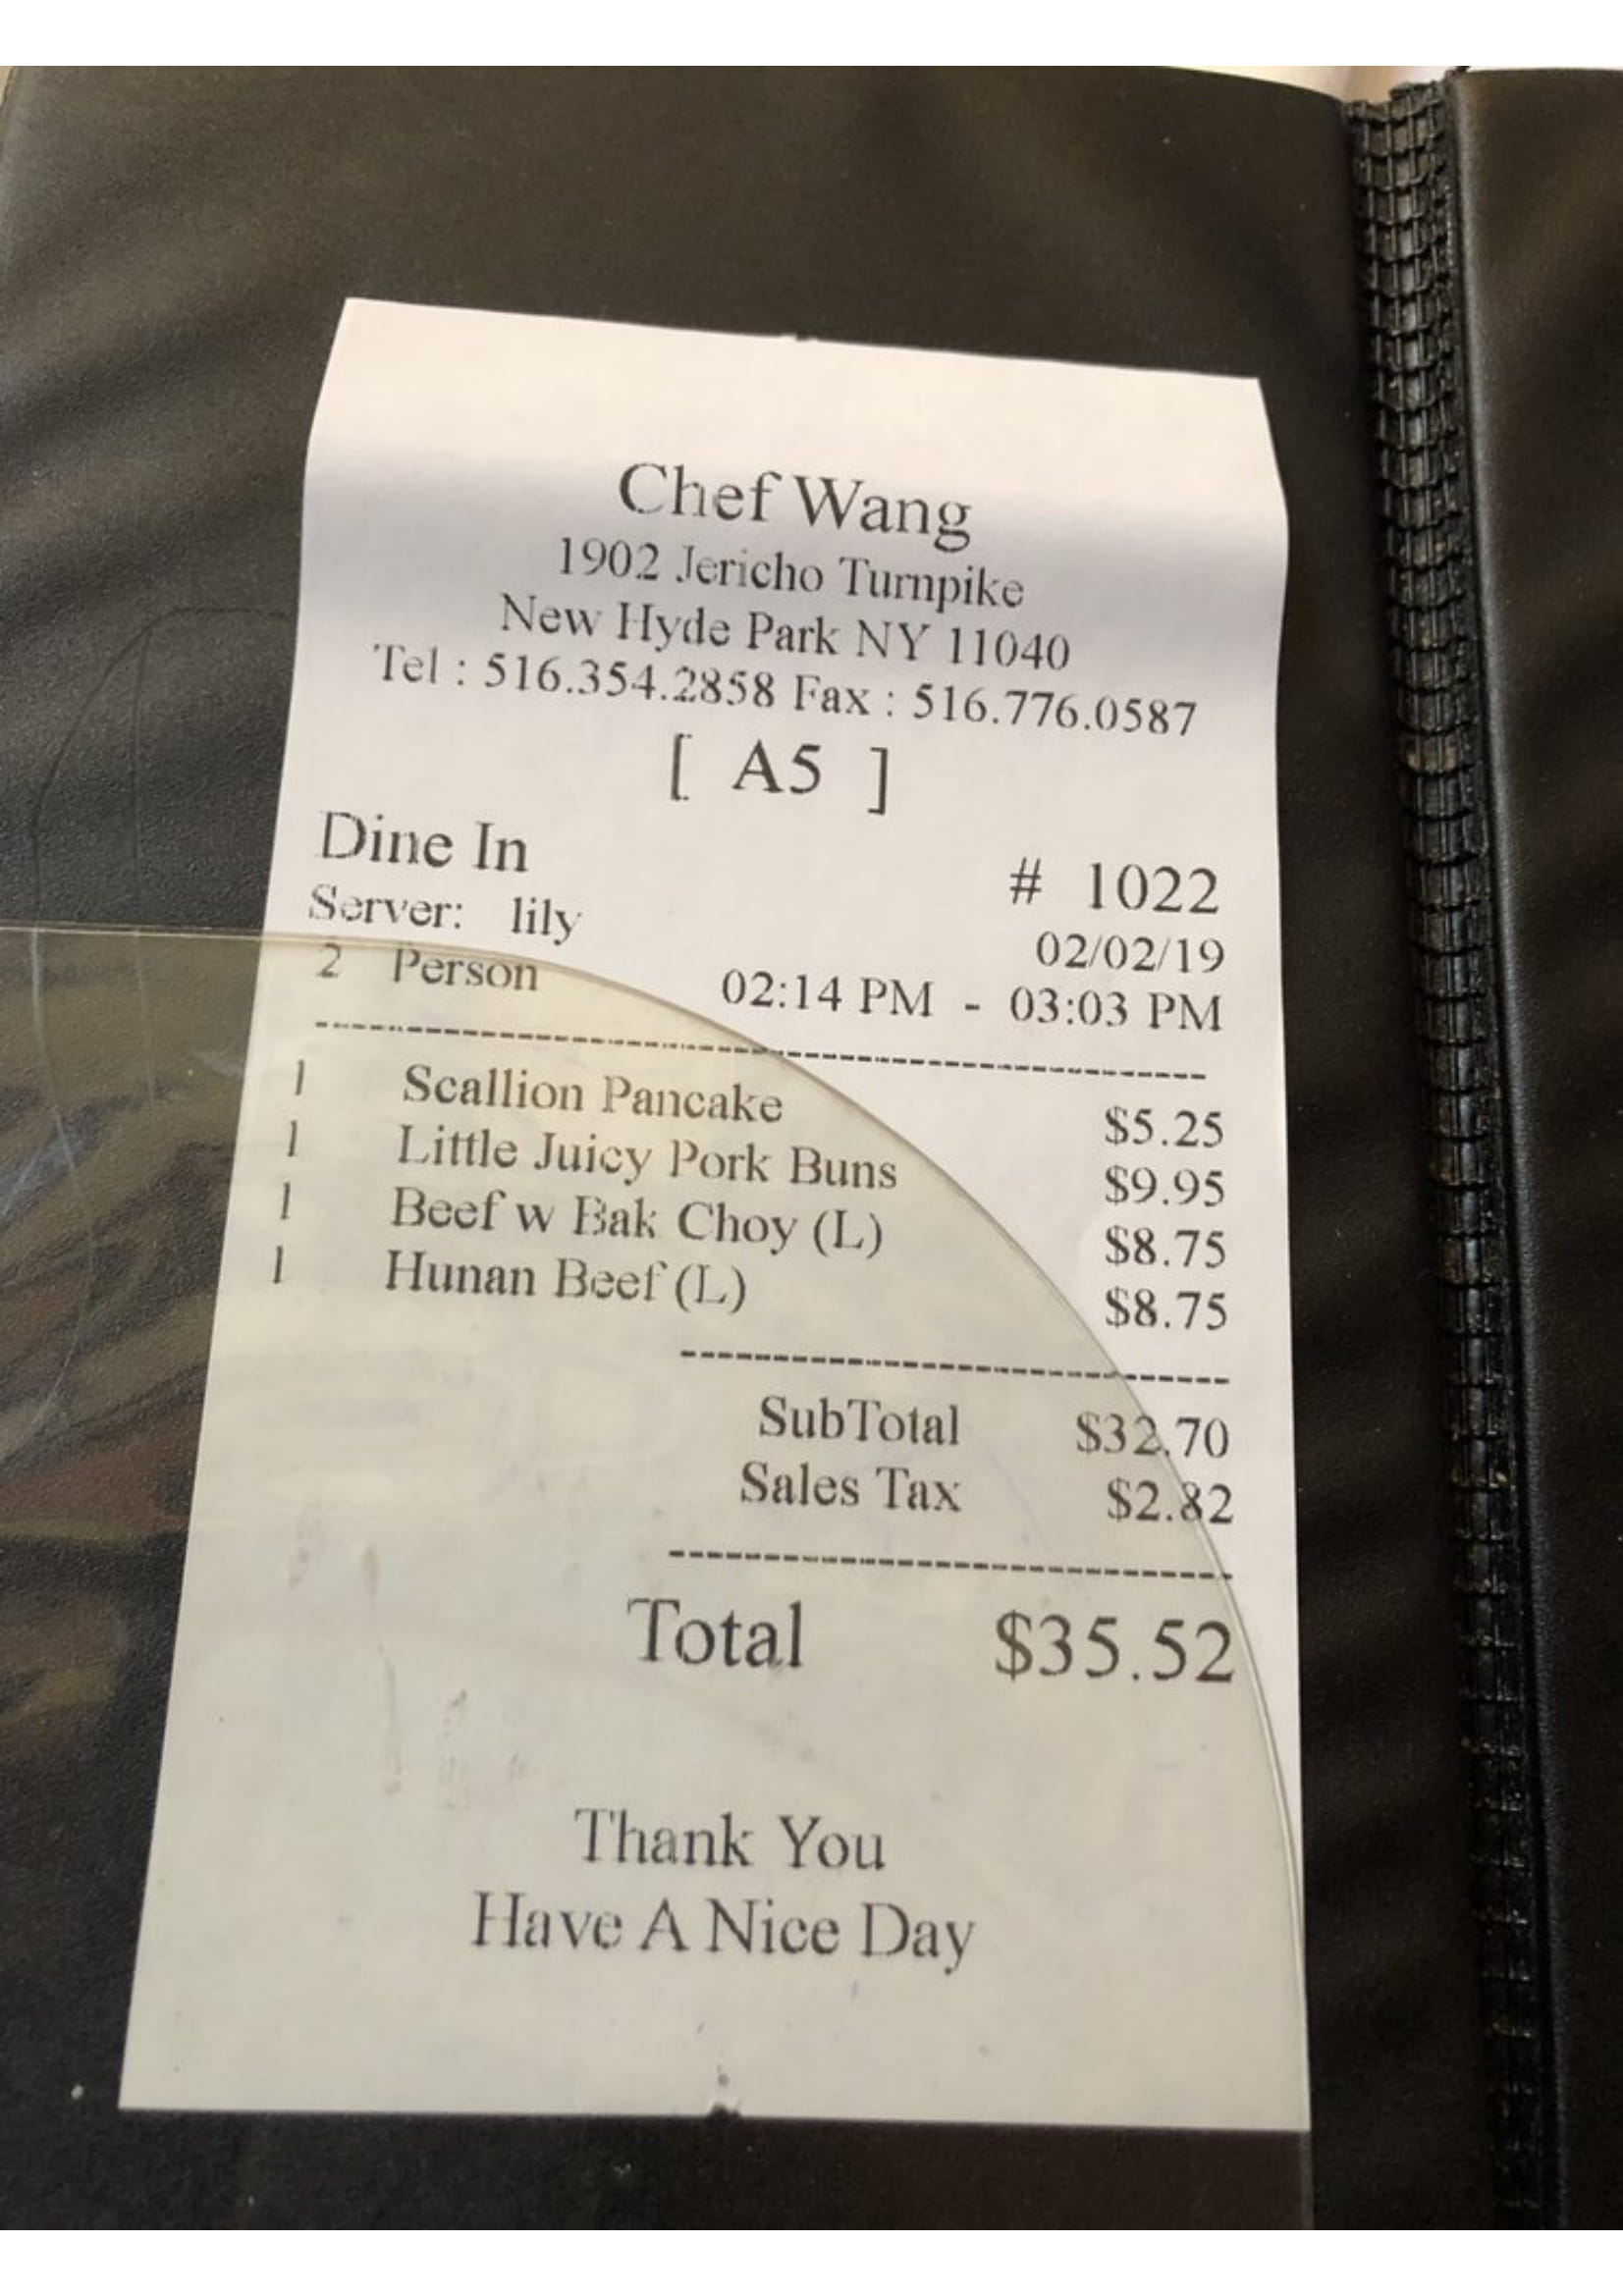 Chef Wang
1902 Jericho Turnpike
New Hyde Park NY 11040
Tel : 516.354.2858 Fax : 516.776.0587
[ A5 ]
Dine In # 1022
Server: lily 02/02/19
2 Person 02:14 PM - 03:03 PM
1 Scallion Pancake $5.25
1 Little Juicy Pork Buns $9.95
1 Beef w Bak Choy (L) $8.75
1 Hunan Beef (L) $8.75
SubTotal $32.70
Sales Tax $2.82
Total $35.52
Thank You
Have A Nice Day